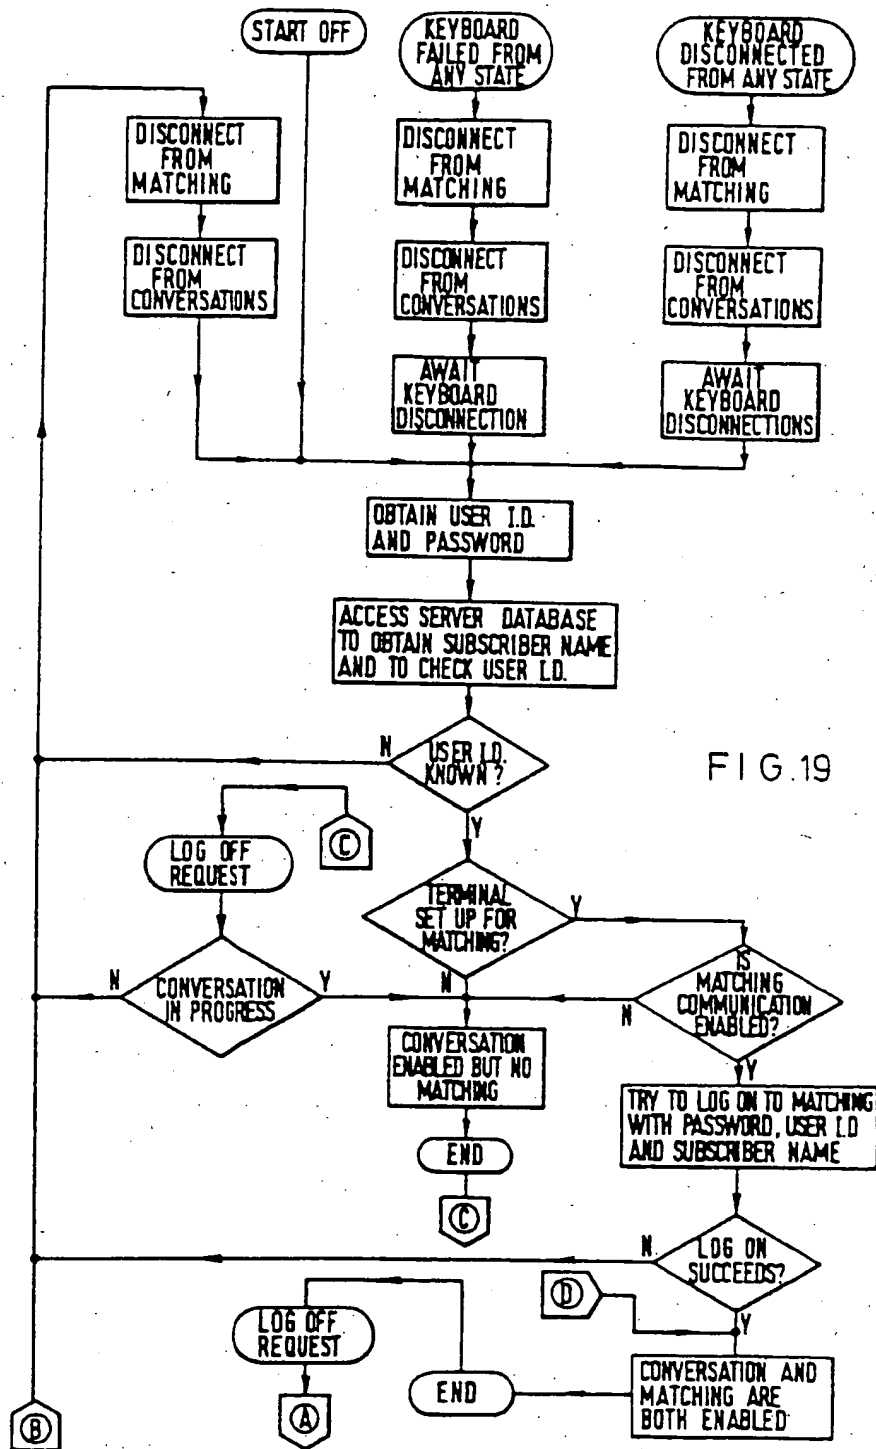 START OFF
KEYBOARD
FAILED FROM
ANY STATE
KEYBOARD
DISCONNECTED
FROM ANY STATE
DISCONNECT
FROM
MATCHING
DISCONNECT
FROM
MATCHING
DISCONNECT
FROM
MATCHING
DISCONNECT
FROM
CONVERSATIONS
DISCONNECT
FROM
CONVERSATIONS
DISCONNECT
FROM
CONVERSATIONS
AWAIT
KEYBOARD
DISCONNECTION
AWAIT
KEYBOARD
DISCONNECTIONS
OBTAIN USER I.D.
AND PASSWORD
ACCESS SERVER DATABASE
TO OBTAIN SUBSCRIBER NAME
AND TO CHECK USER I.D.
N
USER I.D.
KNOWN?
Y
FIG.19
C
LOG OFF
REQUEST
TERMINAL
SET UP FOR
MATCHING?
Y
N
N
CONVERSATION
IN PROGRESS
Y
IS
MATCHING
COMMUNICATION
ENABLED?
N
Y
CONVERSATION
ENABLED BUT NO
MATCHING
TRY TO LOG ON TO MATCHING
WITH PASSWORD, USER I.D
AND SUBSCRIBER NAME
END
C
N
LOG ON
SUCCEEDS?
Y
D
LOG OFF
REQUEST
END
CONVERSATION AND
MATCHING ARE
BOTH ENABLED
A
B